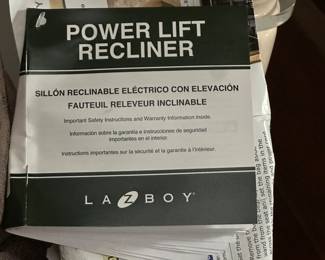 POWER LIFT
RECLINER
SILLÓN RECLINABLE ELÉCTRICO CON ELEVACIÓN
FAUTEUIL RELEVEUR INCLINABLE
Important Safety Instructions and Warranty Information inside.
Información sobre la garantía e instrucciones de seguridad
importantes en el interior.
Instructions importantes sur la sécurité et la garantie à l'intérieur.
LA Z BOY®